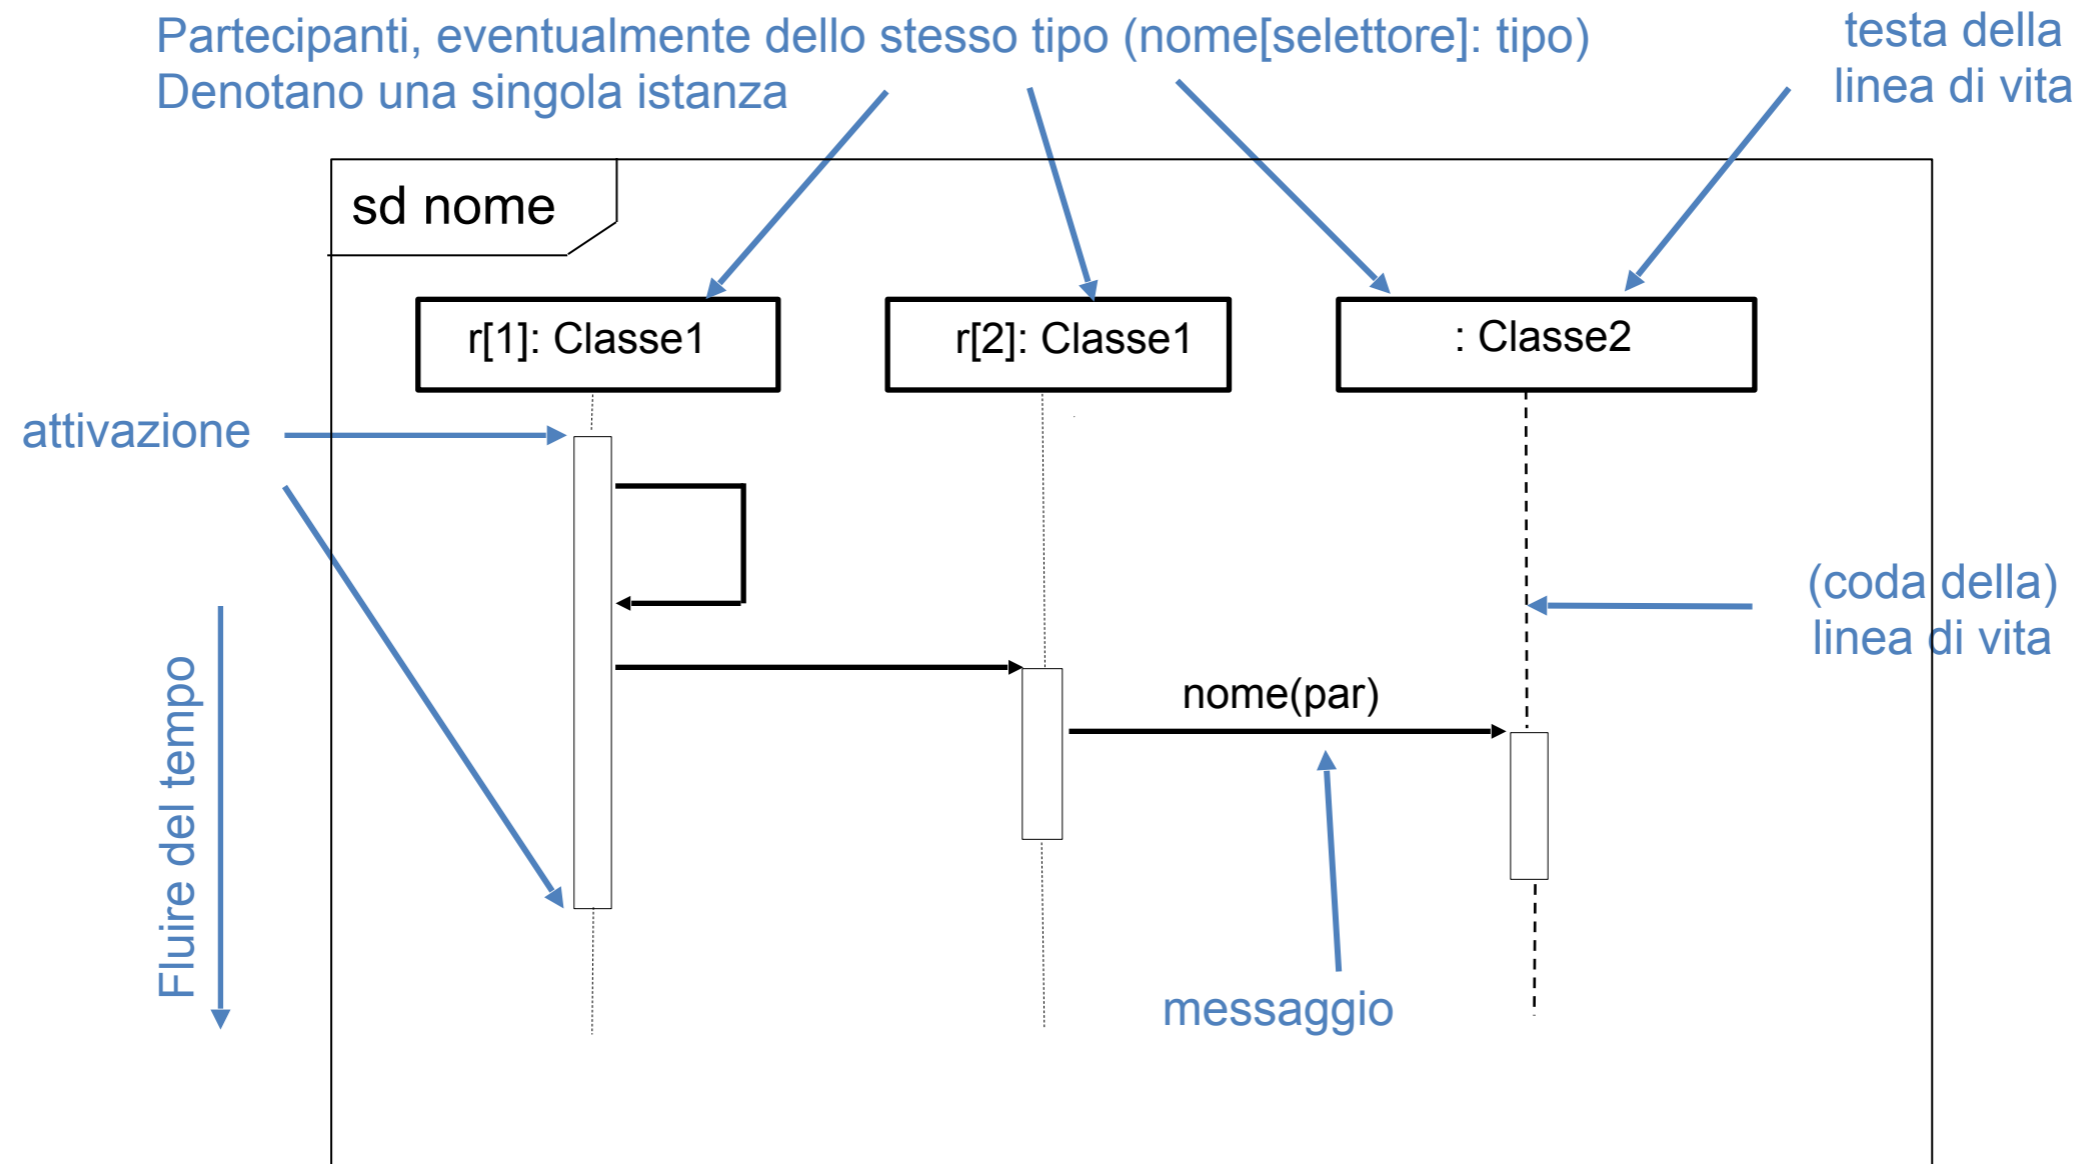 Partecipanti, eventualmente dello stesso tipo (nome[selettore]: tipo)
Denotano una singola istanza
testa della
linea di vita
sd nome
r[1]: Classe1
r[2]: Classe1
: Classe2
attivazione
(coda della)
linea di vita
nome(par)
Fluire del tempo
messaggio